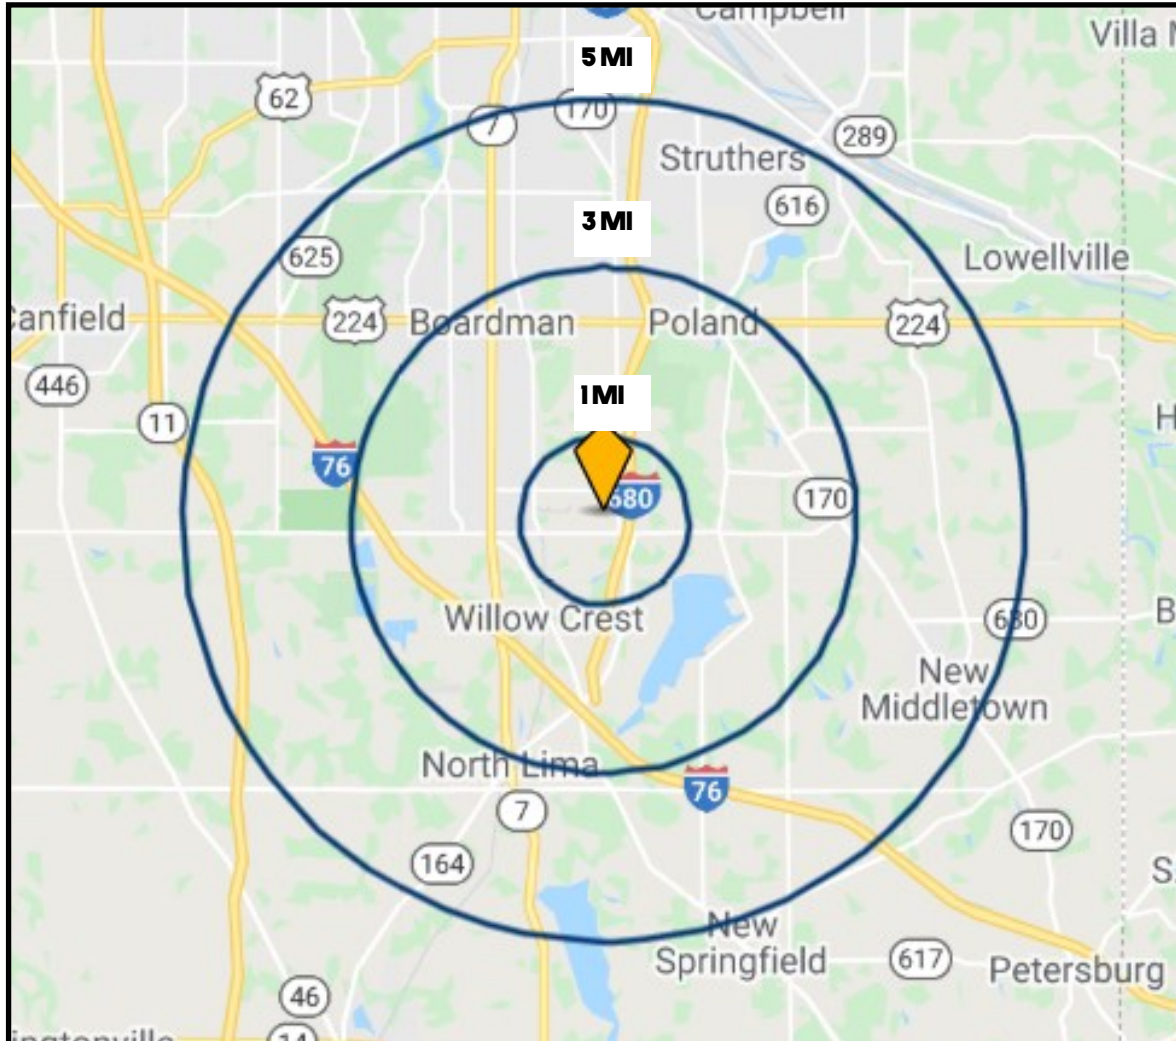 Campbell
Villa
5 MI
62
7
170
289
Struthers
616
3 MI
625
Lowellville
Canfield
224
Boardman
Poland
224
446
1 MI
11
76
680
170
Willow Crest
630
New
Middletown
North Lima
76
7
170
164
New
Springfield
617
Petersburg
46
14